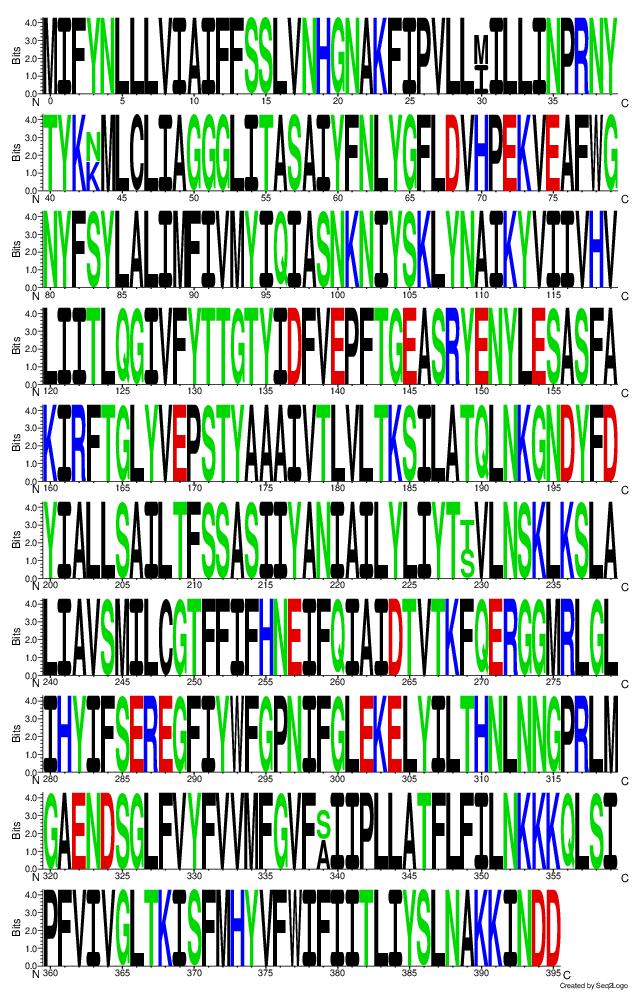 Bits
4.0
3.0
2.0
1.0
0.0
MIFYNLLLVIAIFFSSLVNHGNAKFIPVLLMILLINPRNY
I
N 0 5 10 15 20 25 30 35 C
Bits
4.0
3.0
2.0
1.0
0.0
TYKNMLCLIAGGGLITASAIYFNLYGFLDVHPEKVEAFWG
K
N 40 45 50 55 60 65 70 75 C
Bits
4.0
3.0
2.0
1.0
0.0
NYFSYLALIMFIVMYIQIASNKNIYSKLYNAIKYVIIVHV
N 80 85 90 95 100 105 110 115 C
Bits
4.0
3.0
2.0
1.0
0.0
LIITLQGIVFYTTGTYIDFVEPFTGEASRYENYLESASFA
N 120 125 130 135 140 145 150 155 C
Bits
4.0
3.0
2.0
1.0
0.0
KIRFTGLYVEPSTYAAAIYTLVLTKSILATQLNKGNDYFD
N 160 165 170 175 180 185 190 195 C
Bits
4.0
3.0
2.0
1.0
0.0
YIALLSAILTFSSASIIYANIAILYLIYTTVLNSKLKSLA
S
N 200 205 210 215 220 225 230 235 C
Bits
4.0
3.0
2.0
1.0
0.0
LIAVSMILCGTFFIFHNEIFQIAIDTVTKFQERGGMRLGL
N 240 245 250 255 260 265 270 275 C
Bits
4.0
3.0
2.0
1.0
0.0
IHYIFSEREGFIYWFGPNIFGLEKELYILTHNLNNGPRLM
N 280 285 290 295 300 305 310 315 C
Bits
4.0
3.0
2.0
1.0
0.0
GAENDSGLFVYFVVMFGVFSIIPLLATFLFILNKKKQLSI
A
N 320 325 330 335 340 345 350 355 C
Bits
4.0
3.0
2.0
1.0
0.0
PFVIVGLTKISFMHYVFWIFIITLIYSLNAKKINDD
N 360 365 370 375 380 385 390 395 C
Created by Seq2Logo